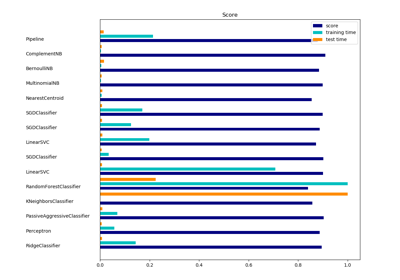 Score
score
training time
test time
Pipeline
ComplementNB
BernoulliNB
MultinomialNB
NearestCentroid
SGDClassifier
SGDClassifier
LinearSVC
SGDClassifier
LinearSVC
RandomForestClassifier
KNeighborsClassifier
PassiveAggressiveClassifier
Perceptron
RidgeClassifier
0.0 0.2 0.4 0.6 0.8 1.0